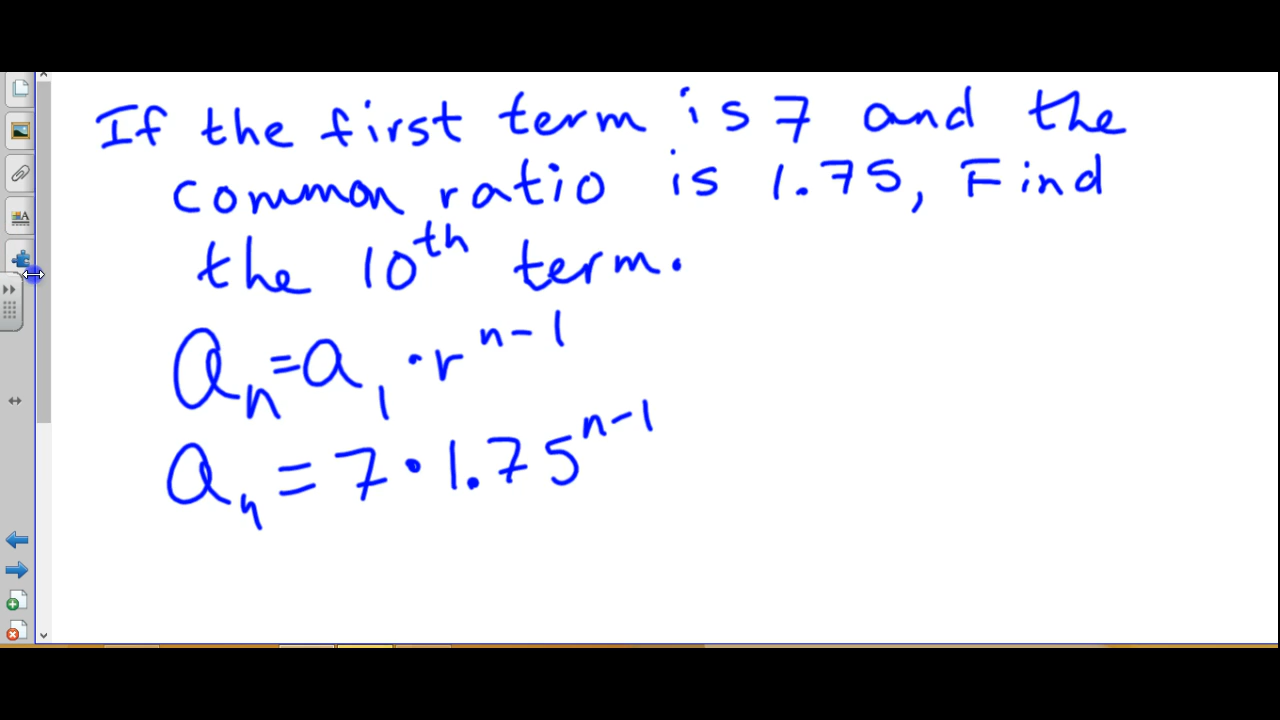 If the first term is 7 and the
common ratio is 1.75, Find
the 10th term.
aₙ=a₁·rⁿ⁻¹
aₙ=7·1.75ⁿ⁻¹